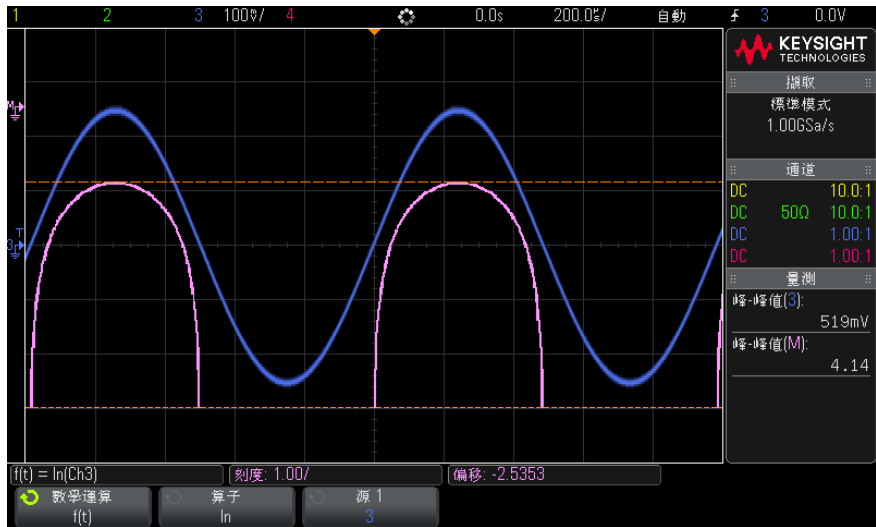 1 2 3 100♈/ 4 0.0s 200.0㎲/ 自動 3 0.0V
KEYSIGHT
TECHNOLOGIES
擷取
標準模式
1.00GSa/s
M
通道
DC 10.0:1
DC 50Ω 10.0:1
T
DC 1.00:1
3
DC 1.00:1
量測
峰-峰值(3):
519mV
峰-峰值(M):
4.14
f(t) = ln(Ch3) 刻度: 1.00/ 偏移: -2.5353
數學運算 算子 源 1
f(t) ln 3